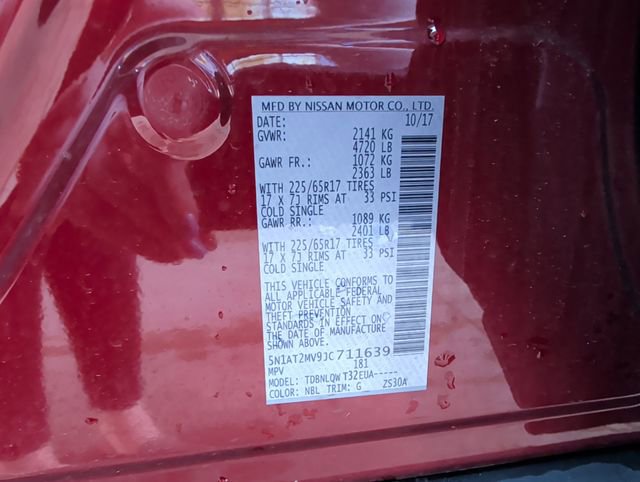 MFD BY NISSAN MOTOR CO., LTD.
DATE: 10/17
GVWR: 2141 KG
4720 LB
GAWR FR.: 1072 KG
2363 LB
WITH 225/65R17 TIRES
17 X 7J RIMS AT 33 PSI
COLD SINGLE
GAWR RR.: 1089 KG
2401 LB
WITH 225/65R17 TIRES
17 X 7J RIMS AT 33 PSI
COLD SINGLE
THIS VEHICLE CONFORMS TO
ALL APPLICABLE FEDERAL
MOTOR VEHICLE SAFETY AND
THEFT PREVENTION
STANDARDS IN EFFECT ON
THE DATE OF MANUFACTURE
SHOWN ABOVE.
5N1AT2MV9JC711639
MPV 181
MODEL: TDBNLQW T32EUA-----
COLOR: NBL TRIM: G ZS30A